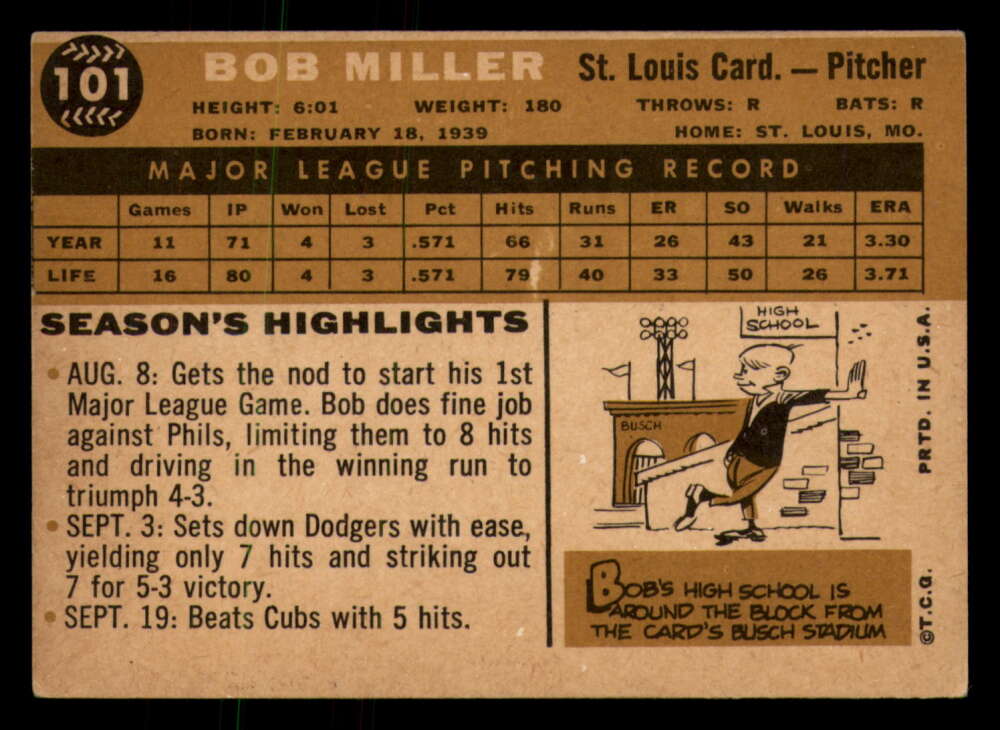 101
BOB MILLER St. Louis Card. — Pitcher
HEIGHT: 6:01 WEIGHT: 180 THROWS: R BATS: R
BORN: FEBRUARY 18, 1939 HOME: ST. LOUIS, MO.
MAJOR LEAGUE PITCHING RECORD
Games IP Won Lost Pct Hits Runs ER SO Walks ERA
YEAR 11 71 4 3 .571 66 31 26 43 21 3.30
LIFE 16 80 4 3 .571 79 40 33 50 26 3.71
SEASON'S HIGHLIGHTS
• AUG. 8: Gets the nod to start his 1st
Major League Game. Bob does fine job
against Phils, limiting them to 8 hits
and driving in the winning run to
triumph 4-3.
• SEPT. 3: Sets down Dodgers with ease,
yielding only 7 hits and striking out
7 for 5-3 victory.
• SEPT. 19: Beats Cubs with 5 hits.
HIGH
SCHOOL
BUSCH
BOB'S HIGH SCHOOL IS
AROUND THE BLOCK FROM
THE CARD'S BUSCH STADIUM
©T.C.G. PRTD. IN U.S.A.